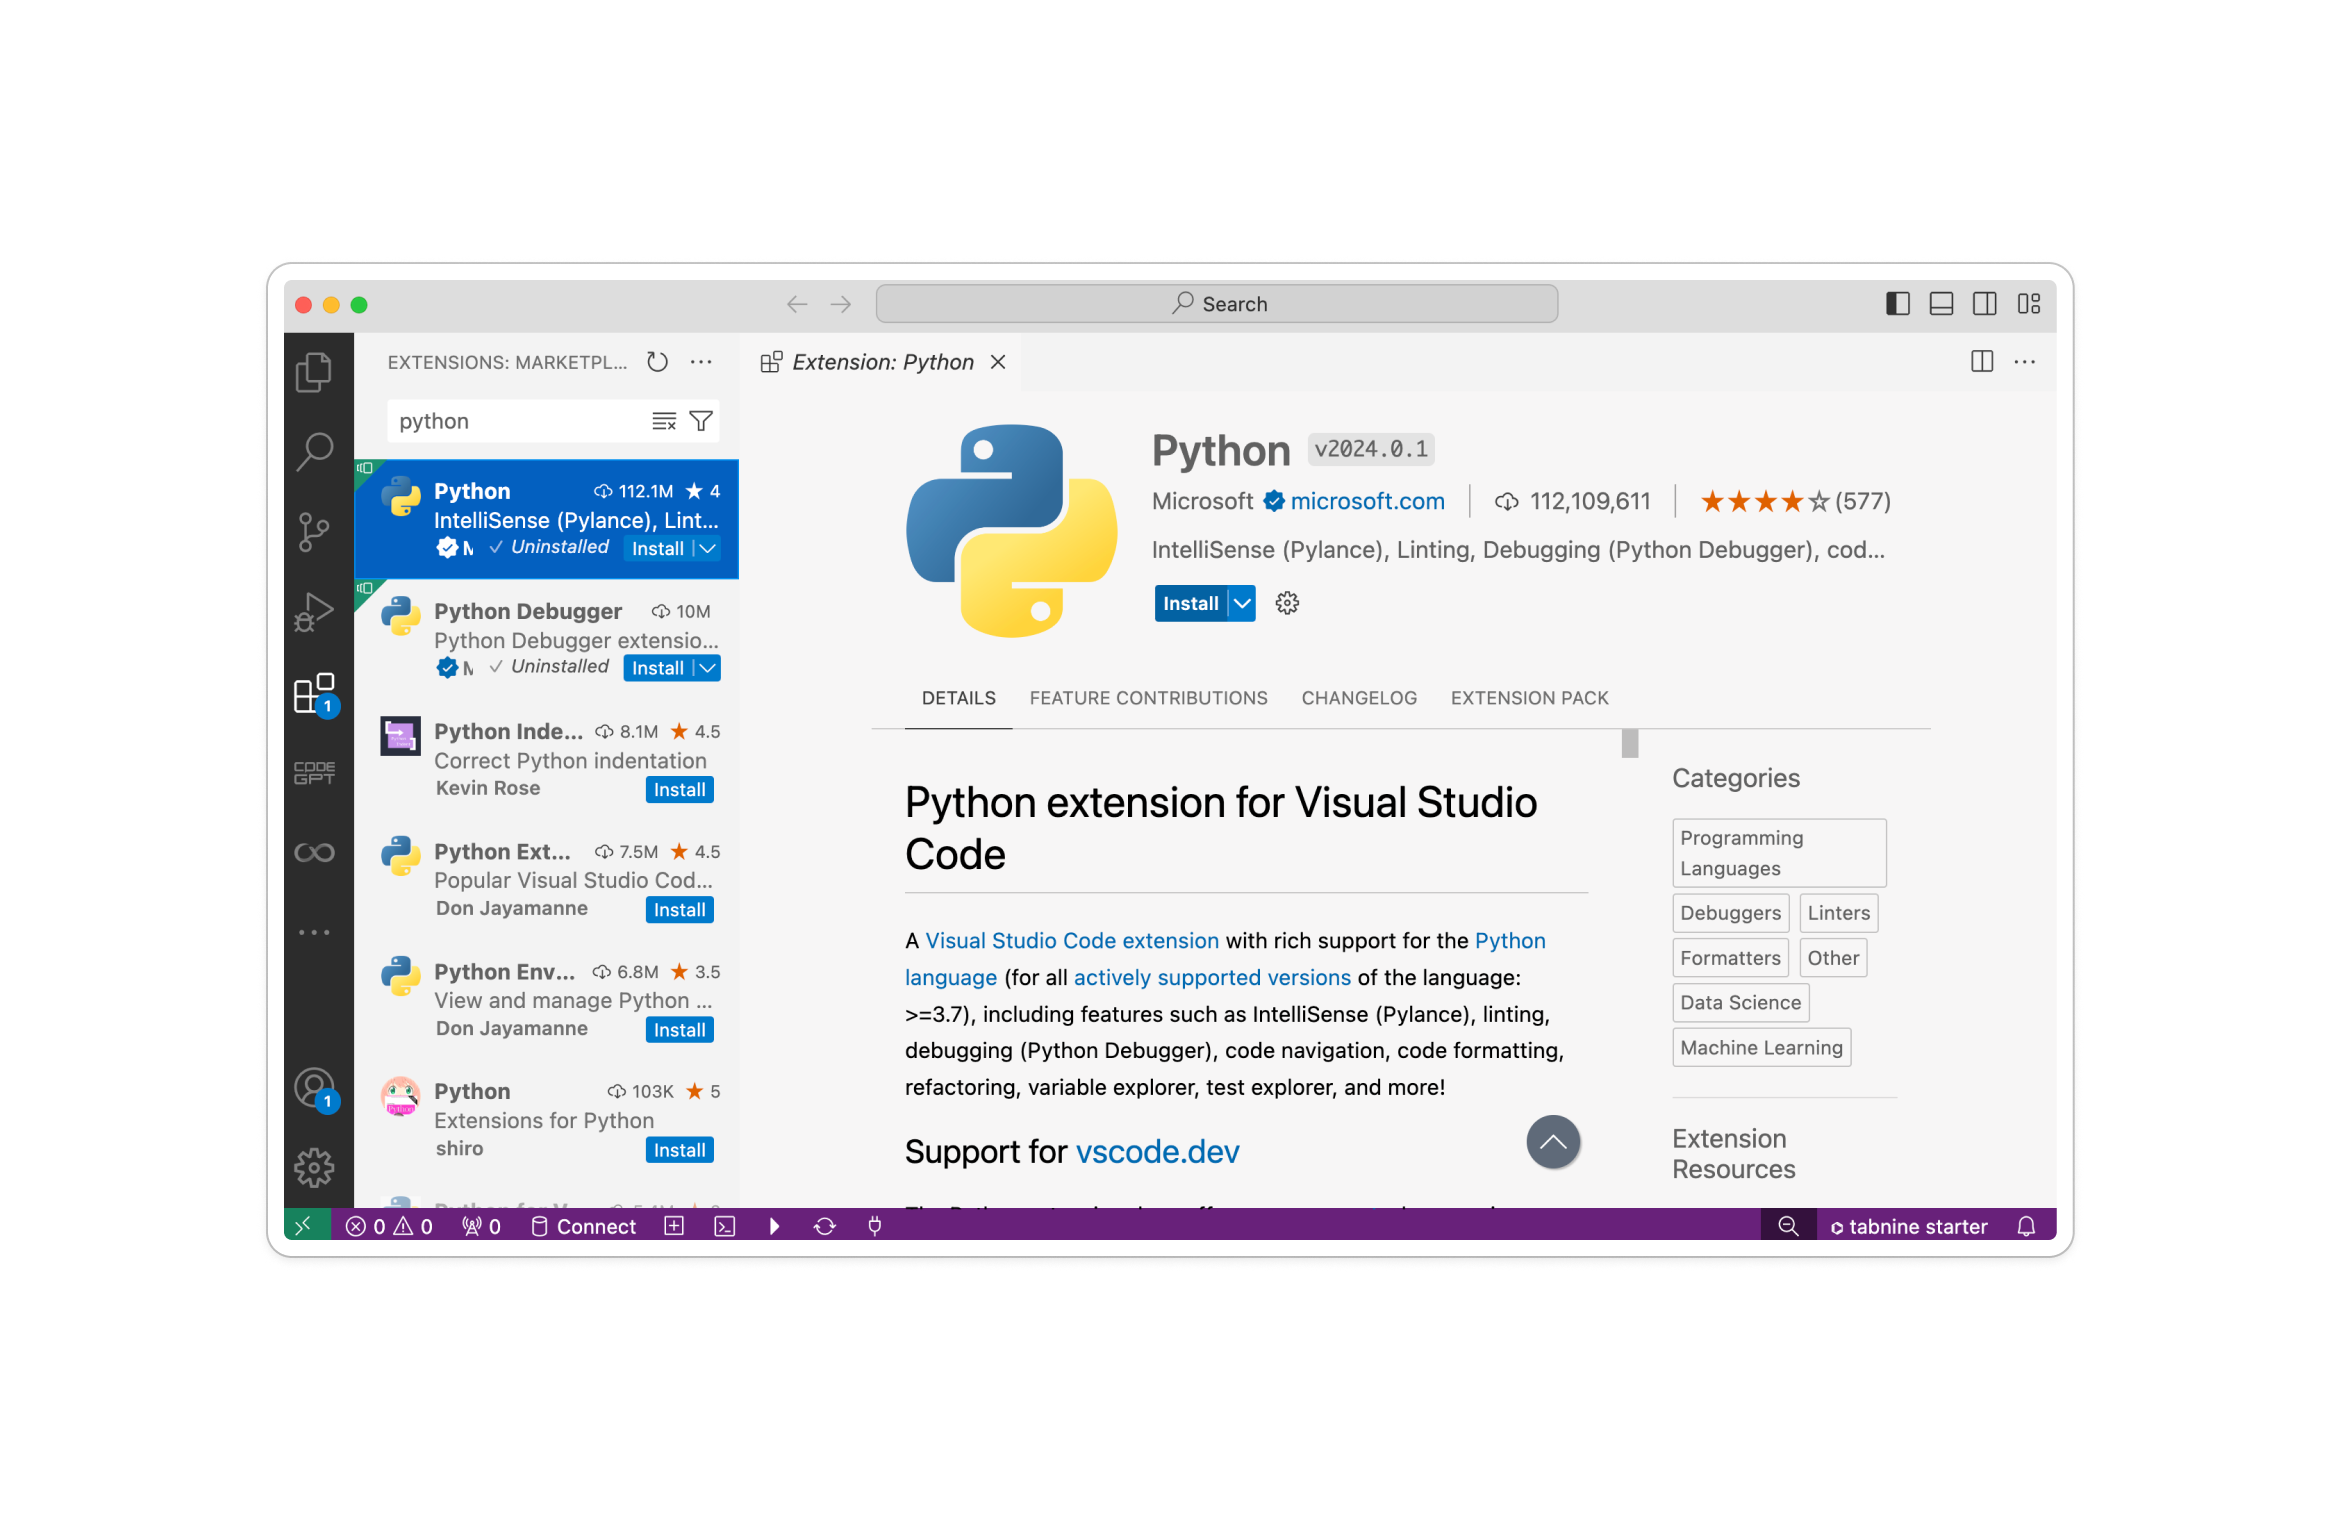 Search
EXTENSIONS: MARKETPL...
Extension: Python
python
Python 112.1M ★ 4
IntelliSense (Pylance), Lint...
✓ Uninstalled Install
Python Debugger 10M
Python Debugger extensio...
✓ Uninstalled Install
Python Inde... 8.1M ★ 4.5
Correct Python indentation
Kevin Rose Install
Python Ext... 7.5M ★ 4.5
Popular Visual Studio Cod...
Don Jayamanne Install
Python Env... 6.8M ★ 3.5
View and manage Python ...
Don Jayamanne Install
Python 103K ★ 5
Extensions for Python
shiro Install
1
CODE
GPT
1
Python v2024.0.1
Microsoft microsoft.com | 112,109,611 | ★★★★☆(577)
IntelliSense (Pylance), Linting, Debugging (Python Debugger), cod...
Install
DETAILS FEATURE CONTRIBUTIONS CHANGELOG EXTENSION PACK
Python extension for Visual Studio
Code
A Visual Studio Code extension with rich support for the Python
language (for all actively supported versions of the language:
>=3.7), including features such as IntelliSense (Pylance), linting,
debugging (Python Debugger), code navigation, code formatting,
refactoring, variable explorer, test explorer, and more!
Support for vscode.dev
Categories
Programming
Languages
Debuggers Linters
Formatters Other
Data Science
Machine Learning
Extension
Resources
0 0 0 Connect tabnine starter